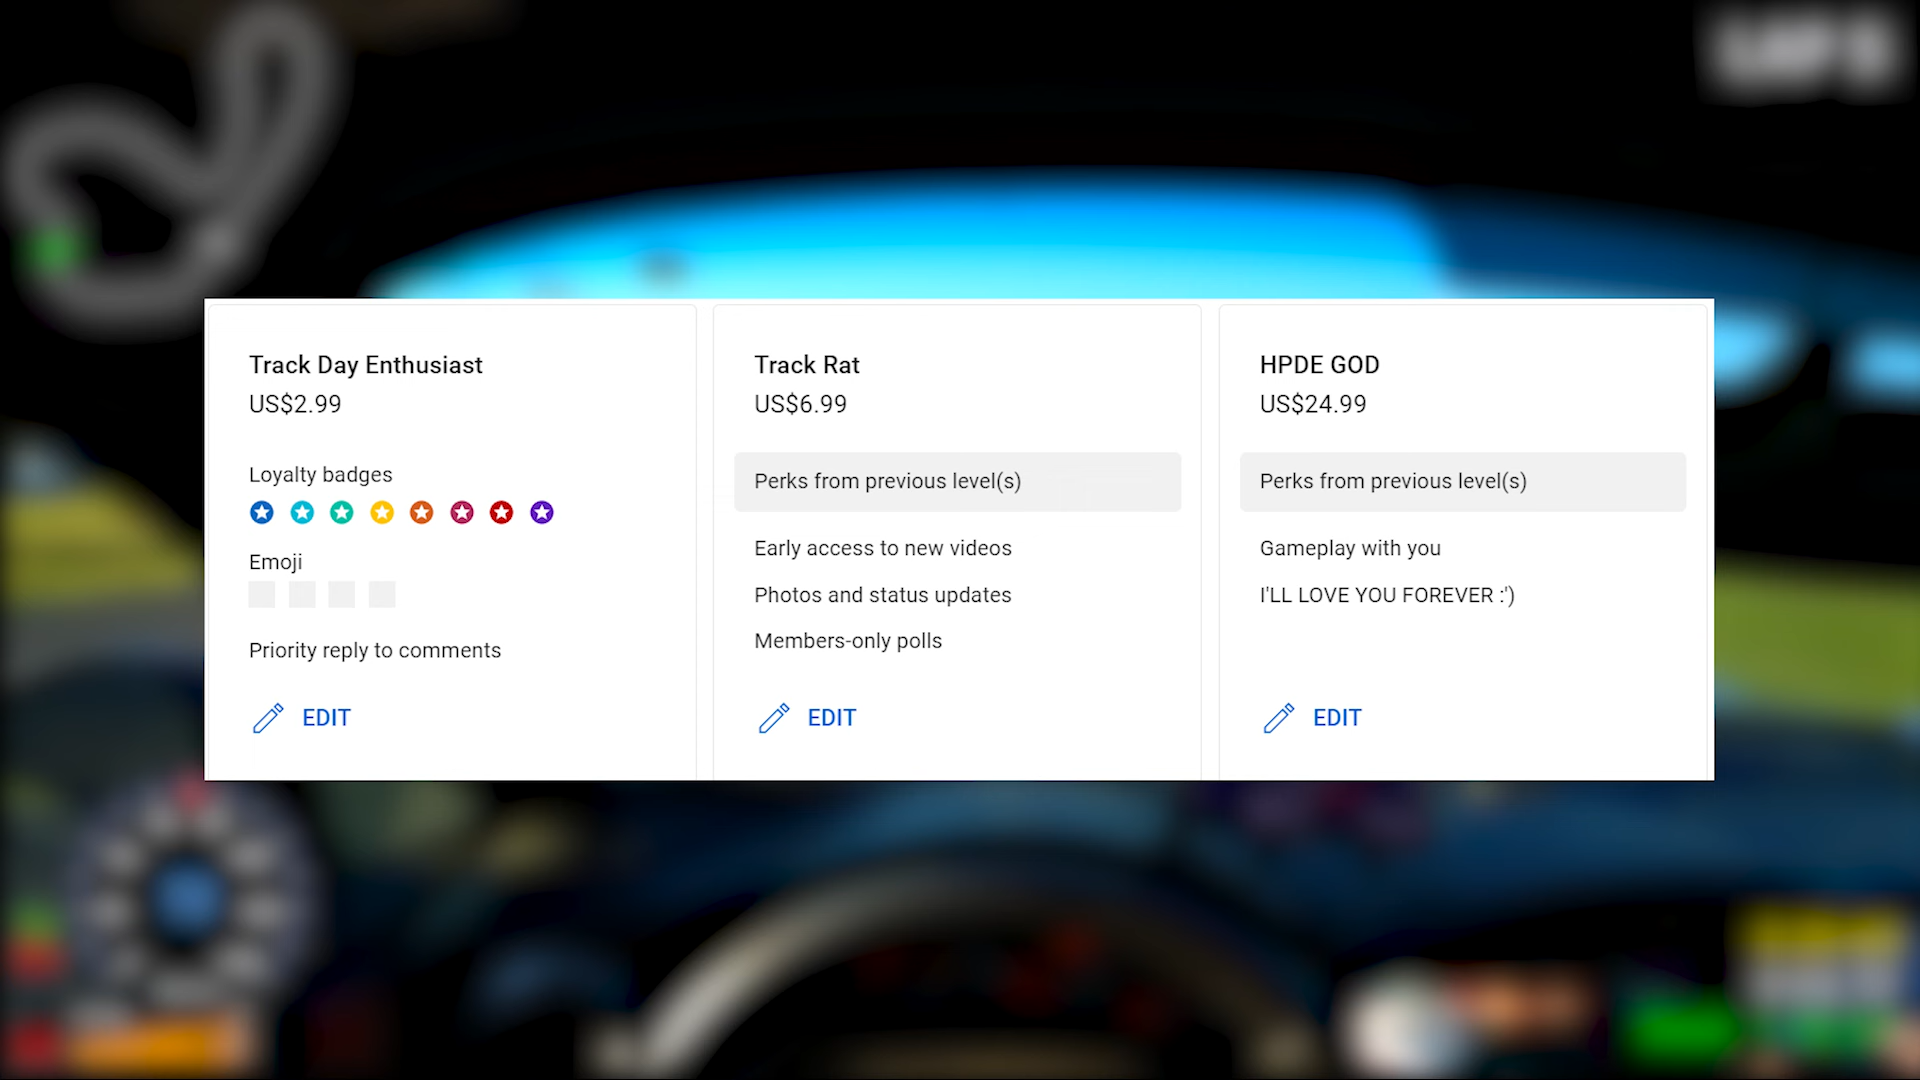 Track Day Enthusiast
US$2.99
Loyalty badges
Emoji
Priority reply to comments
EDIT
Track Rat
US$6.99
Perks from previous level(s)
Early access to new videos
Photos and status updates
Members-only polls
EDIT
HPDE GOD
US$24.99
Perks from previous level(s)
Gameplay with you
I'LL LOVE YOU FOREVER :')
EDIT